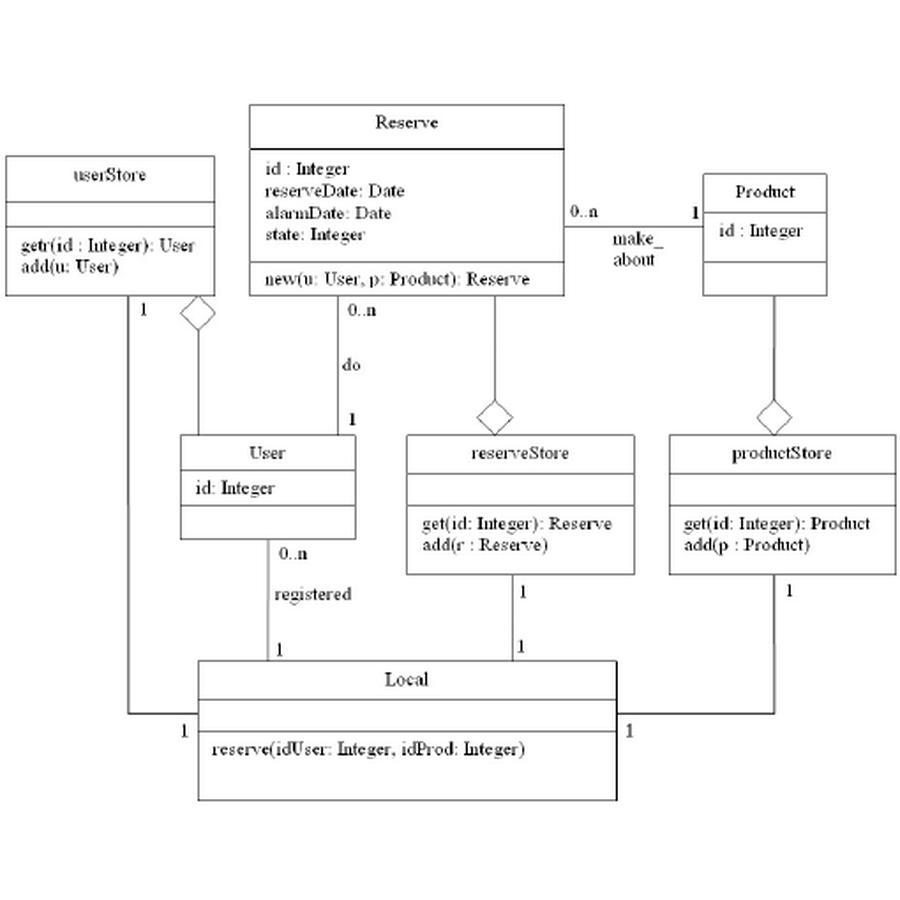 Reserve
id : Integer
reserveDate: Date
alarmDate: Date
state: Integer
new(u: User, p: Product): Reserve
userStore
getr(id : Integer): User
add(u: User)
Product
id : Integer
0..n
1
make_
about
1
0..n
do
1
User
id: Integer
reserveStore
get(id: Integer): Reserve
add(r : Reserve)
productStore
get(id: Integer): Product
add(p : Product)
0..n
registered
1
1
1
1
Local
reserve(idUser: Integer, idProd: Integer)
1
1